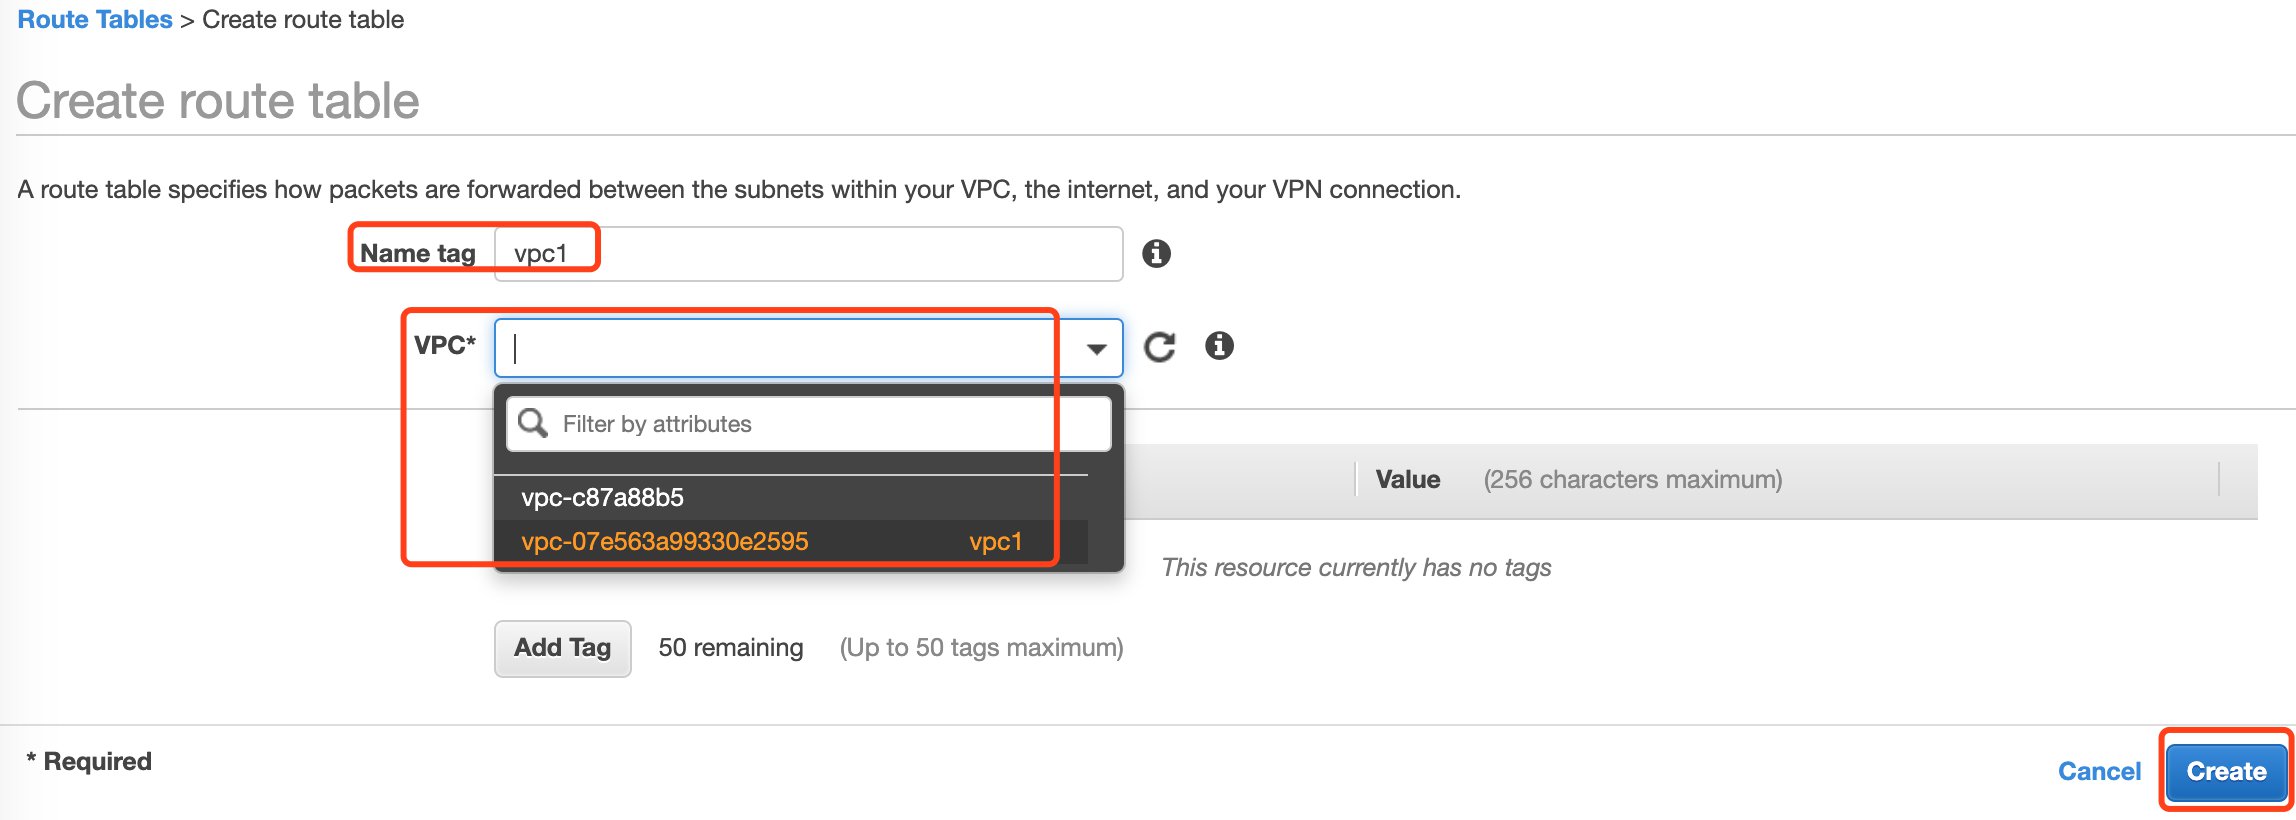 Route Tables > Create route table
Create route table
A route table specifies how packets are forwarded between the subnets within your VPC, the internet, and your VPN connection.
Name tag vpc1
VPC*
Filter by attributes
Value (256 characters maximum)
vpc-c87a88b5
vpc-07e563a99330e2595 vpc1
This resource currently has no tags
Add Tag 50 remaining (Up to 50 tags maximum)
* Required
Cancel Create